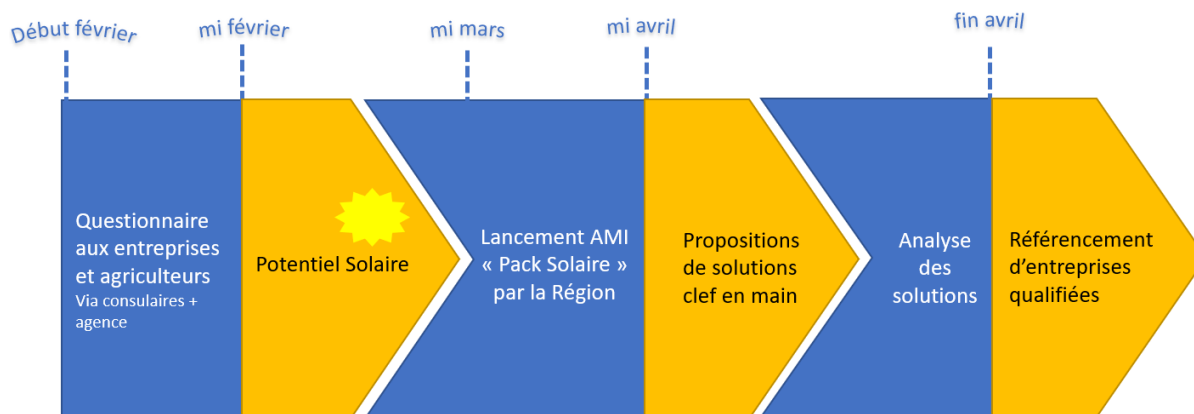 Début février
mi février
mi mars
mi avril
fin avril
Questionnaire
aux entreprises
et agriculteurs
Via consulaires +
agence
Potentiel Solaire
Lancement AMI
« Pack Solaire »
par la Région
Propositions
de solutions
clef en main
Analyse
des
solutions
Référencement
d’entreprises
qualifiées